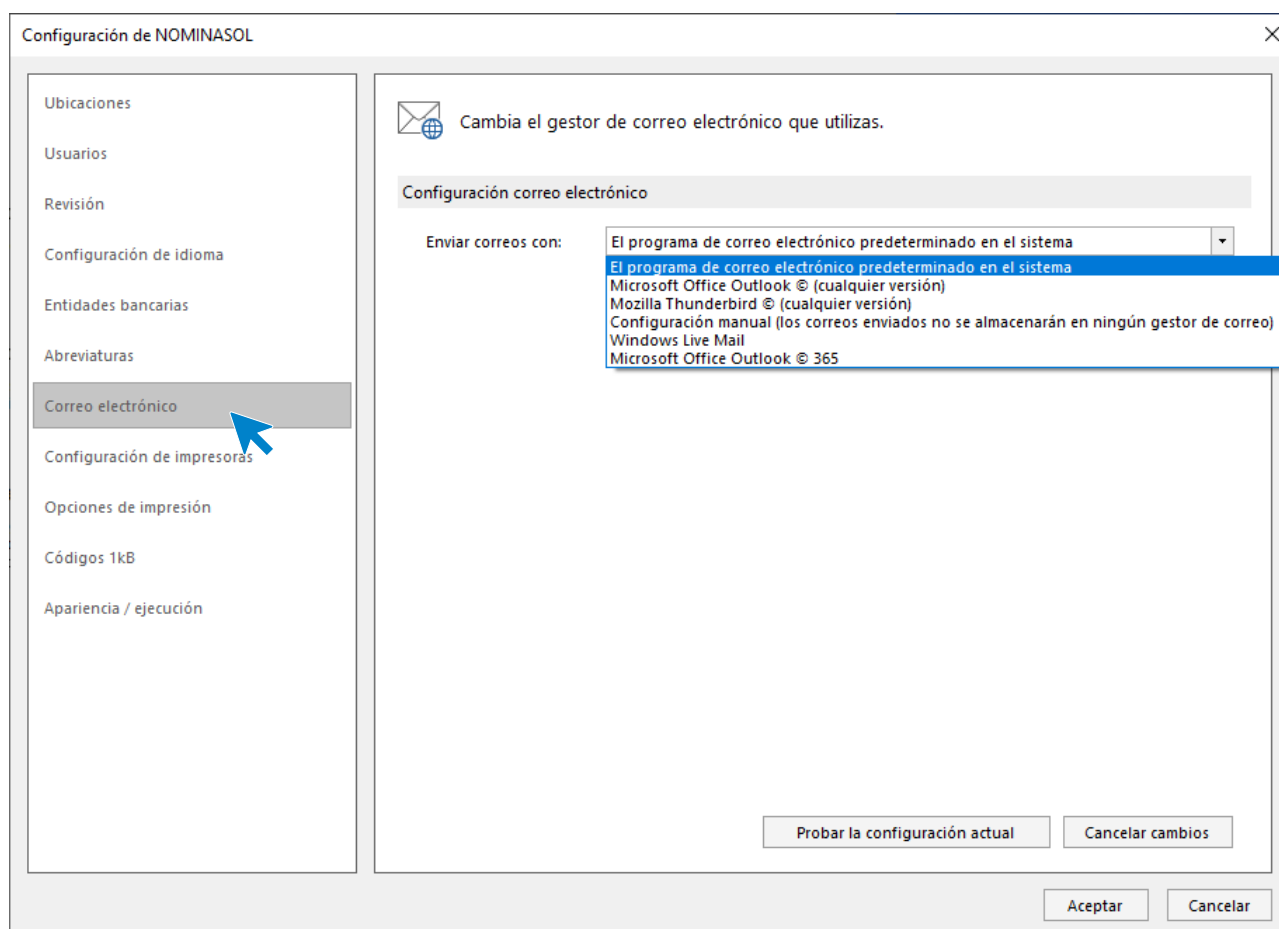 Configuración de NOMINASOL
Ubicaciones
Usuarios
Revisión
Configuración de idioma
Entidades bancarias
Abreviaturas
Correo electrónico
Configuración de impresoras
Opciones de impresión
Códigos 1kB
Apariencia / ejecución
Cambia el gestor de correo electrónico que utilizas.
Configuración correo electrónico
Enviar correos con: El programa de correo electrónico predeterminado en el sistema
El programa de correo electrónico predeterminado en el sistema
Microsoft Office Outlook © (cualquier versión)
Mozilla Thunderbird © (cualquier versión)
Configuración manual (los correos enviados no se almacenarán en ningún gestor de correo)
Windows Live Mail
Microsoft Office Outlook © 365
Probar la configuración actual Cancelar cambios
Aceptar Cancelar